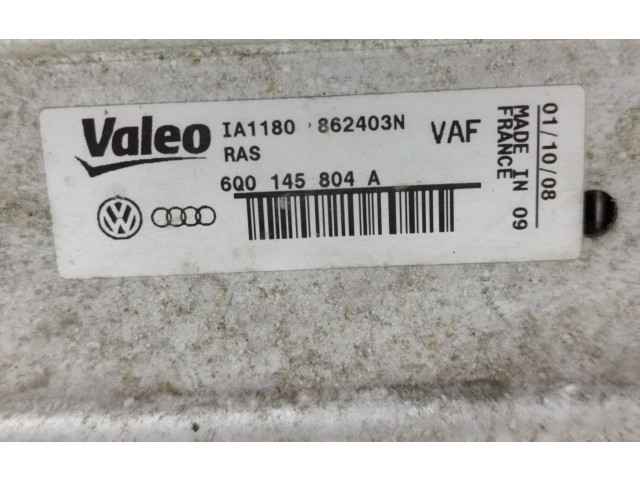 Valeo
IA1180 862403N
RAS
VAF
6Q0 145 804 A
MADE IN 09
FRANCE
01/10/08